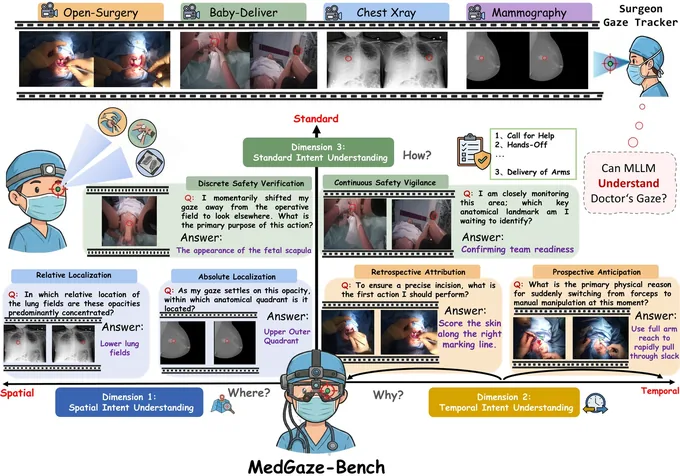 Open-Surgery
Baby-Deliver
Chest Xray
Mammography
Surgeon
Gaze Tracker
Standard
Dimension 3:
Standard Intent Understanding
How?
1、Call for Help
2、Hands-Off
...
3、Delivery of Arms
Can MLLM
Understand
Doctor's Gaze?
Discrete Safety Verification
Q: I momentarily shifted my
gaze away from the operative
field to look elsewhere. What is
the primary purpose of this action?
Answer:
The appearance of the fetal scapula
Continuous Safety Vigilance
Q: I am closely monitoring
this area; which key
anatomical landmark am I
waiting to identify?
Answer:
Confirming team readiness
Relative Localization
Q: In which relative location of
the lung fields are these opacities
predominantly concentrated?
Answer:
Lower lung
fields
Absolute Localization
Q: As my gaze settles on this opacity,
within which anatomical quadrant is it
located?
Answer:
Upper Outer
Quadrant
Retrospective Attribution
Q: To ensure a precise incision, what is
the first action I should perform?
Answer:
Score the skin
along the right
marking line.
Prospective Anticipation
Q: What is the primary physical reason
for suddenly switching from forceps to
manual manipulation at this moment?
Answer:
Use full arm
reach to
rapidly pull
through slack
Spatial
Dimension 1:
Spatial Intent Understanding
Where?
Why?
Dimension 2:
Temporal Intent Understanding
Temporal
MedGaze-Bench